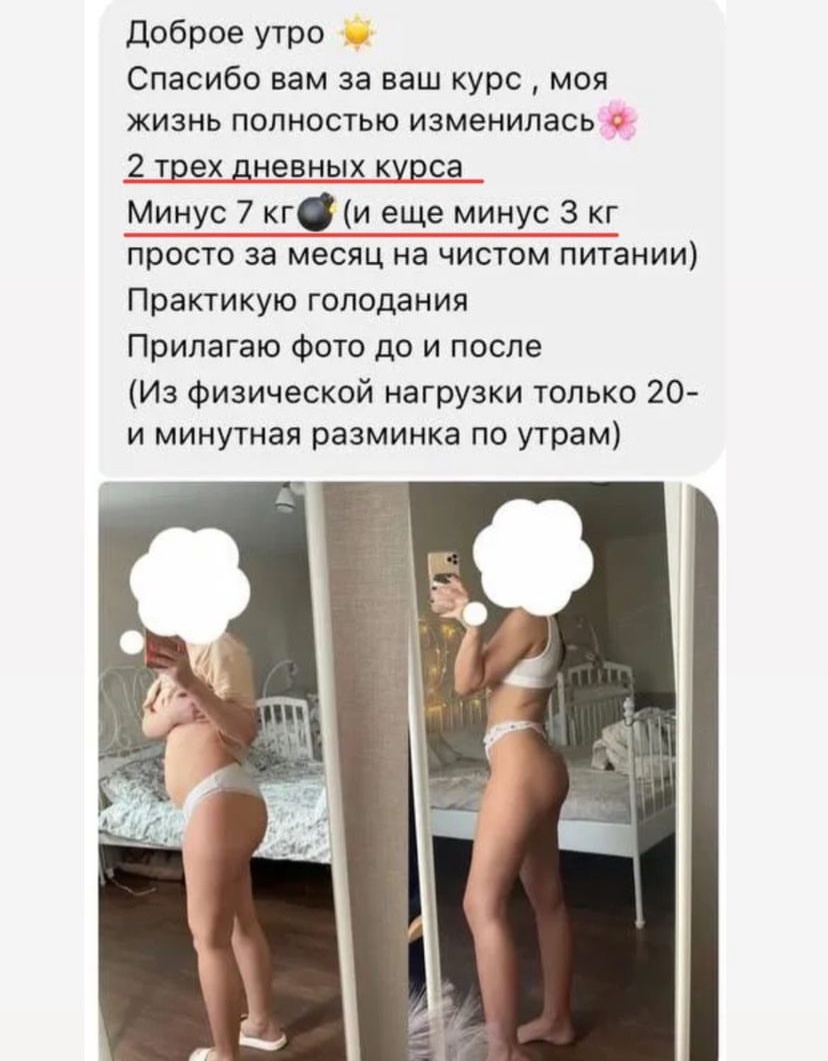 Доброе утро ☀️
Спасибо вам за ваш курс , моя
жизнь полностью изменилась🌸
2 трех дневных курса
Минус 7 кг💣(и еще минус 3 кг
просто за месяц на чистом питании)
Практикую голодания
Прилагаю фото до и после
(Из физической нагрузки только 20-
и минутная разминка по утрам)